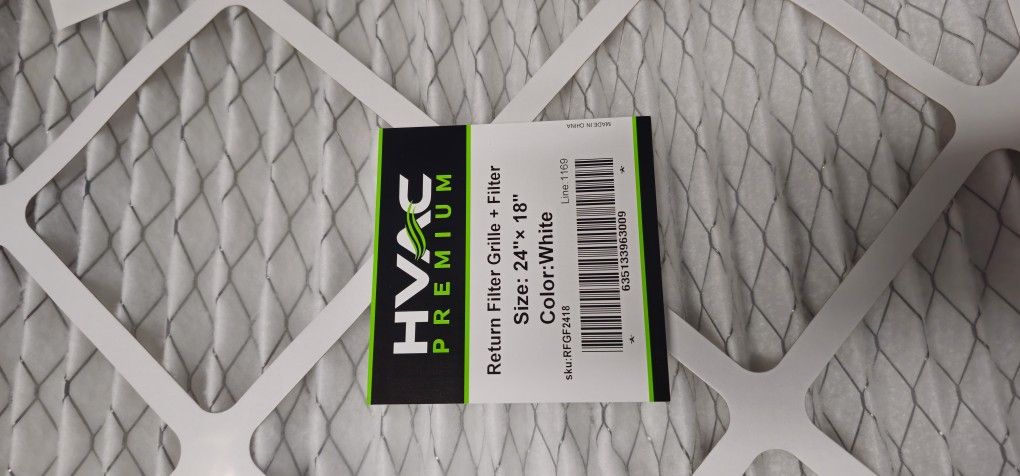 HVAC
PREMIUM
Return Filter Grille + Filter
Size: 24"× 18"
Color:White
sku:RFGF2418
Line 1169
* 635133963009 *
MADE IN CHINA